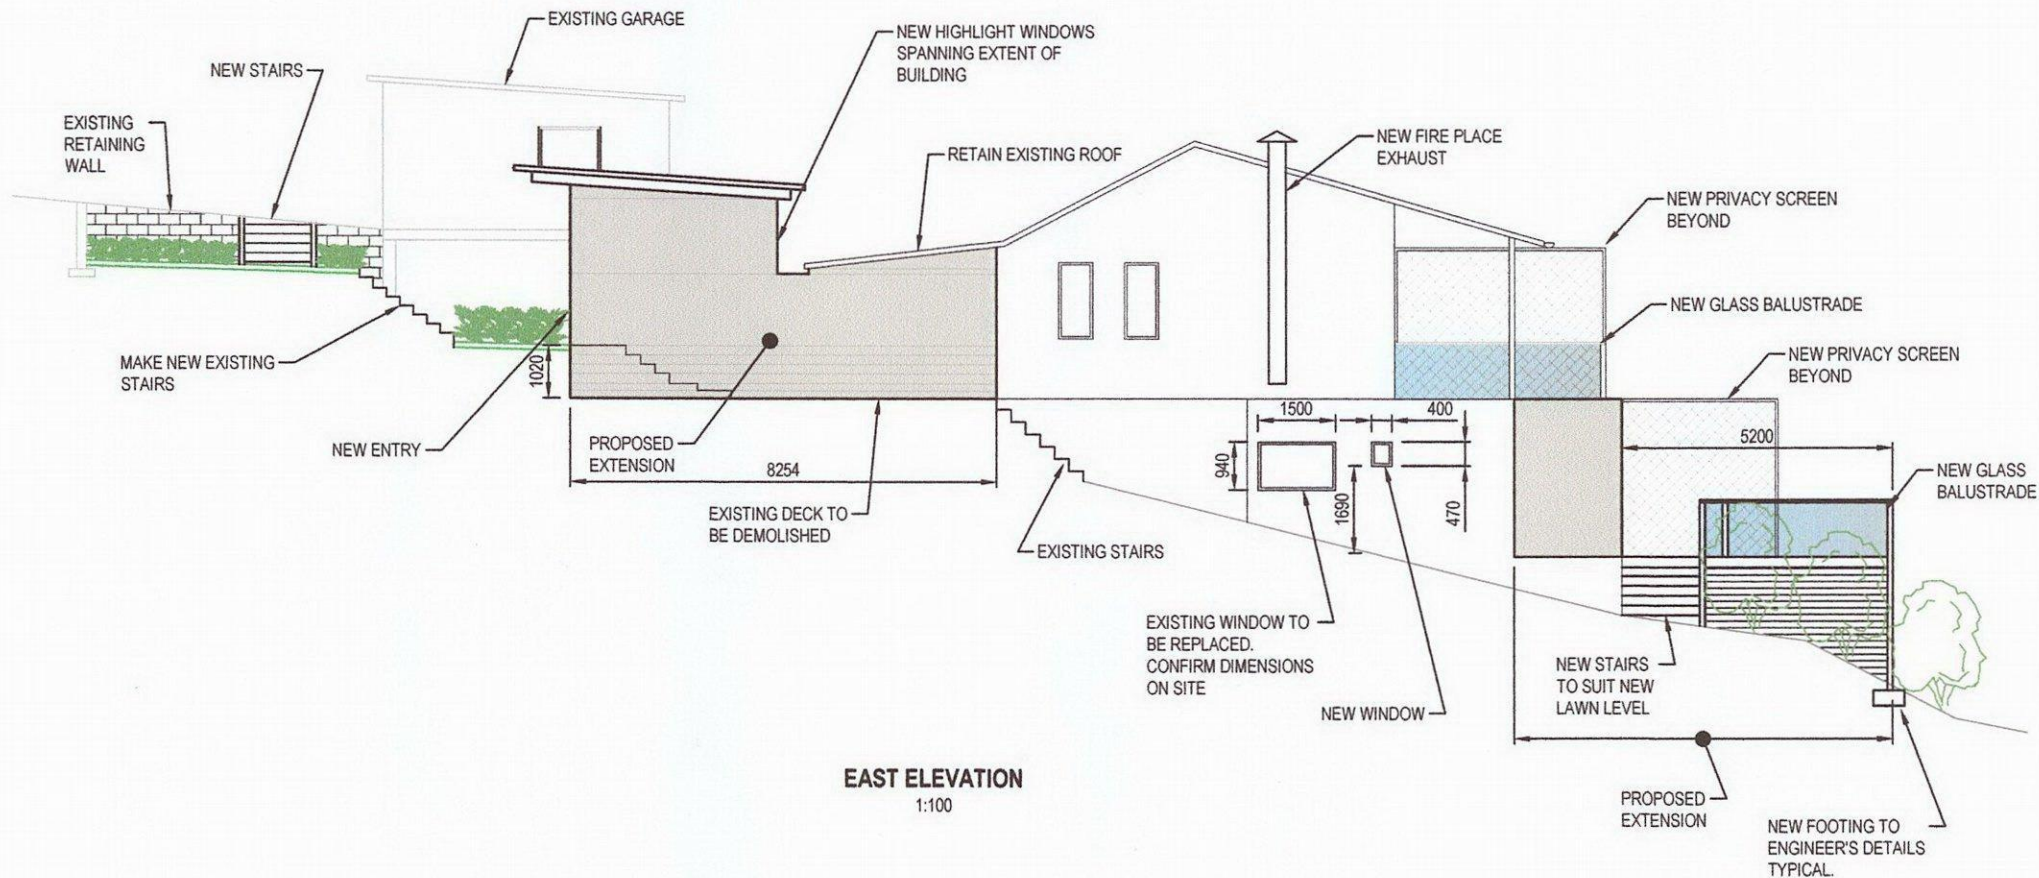 EXISTING GARAGE
NEW HIGHLIGHT WINDOWS
SPANNING EXTENT OF
BUILDING
NEW STAIRS
EXISTING
RETAINING
WALL
RETAIN EXISTING ROOF
NEW FIRE PLACE
EXHAUST
NEW PRIVACY SCREEN
BEYOND
NEW GLASS BALUSTRADE
MAKE NEW EXISTING
STAIRS
1020
NEW PRIVACY SCREEN
BEYOND
NEW ENTRY
PROPOSED
EXTENSION
8254
1500
400
940
1690
470
5200
NEW GLASS
BALUSTRADE
EXISTING DECK TO
BE DEMOLISHED
EXISTING STAIRS
EXISTING WINDOW TO
BE REPLACED.
CONFIRM DIMENSIONS
ON SITE
NEW WINDOW
NEW STAIRS
TO SUIT NEW
LAWN LEVEL
EAST ELEVATION
1:100
PROPOSED
EXTENSION
NEW FOOTING TO
ENGINEER'S DETAILS
TYPICAL.